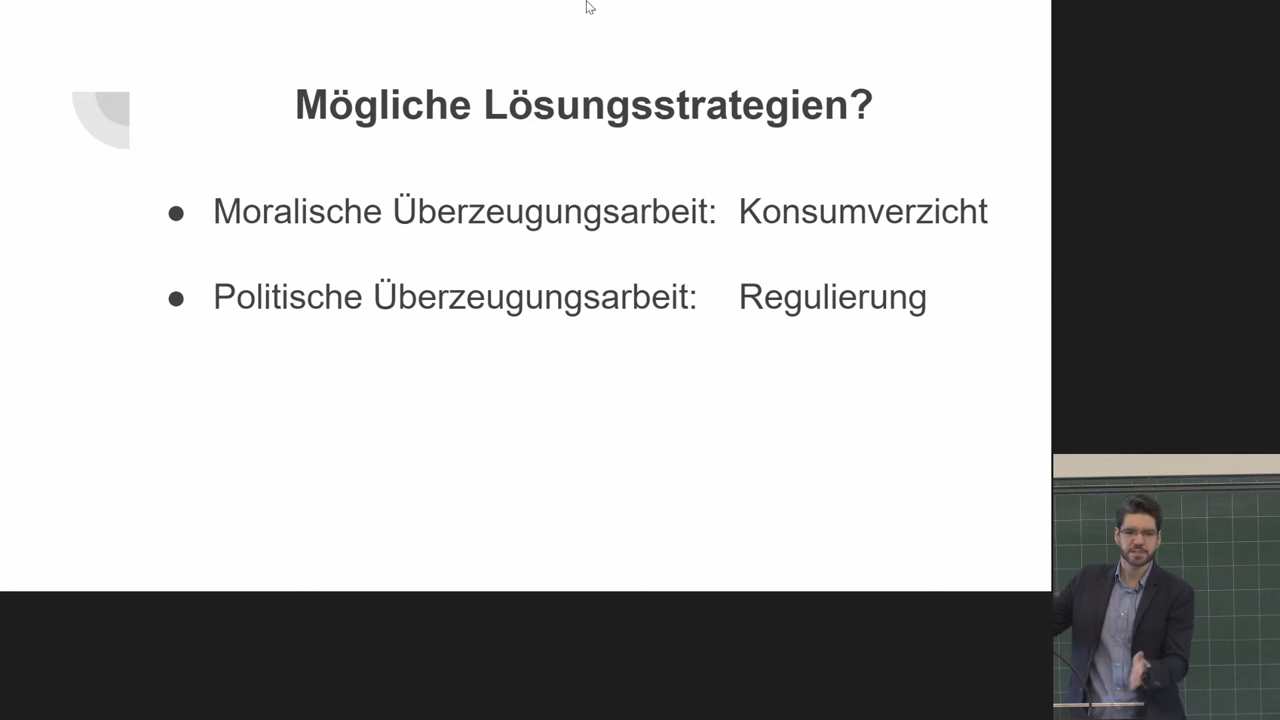 Mögliche Lösungsstrategien?
● Moralische Überzeugungsarbeit: Konsumverzicht
● Politische Überzeugungsarbeit: Regulierung